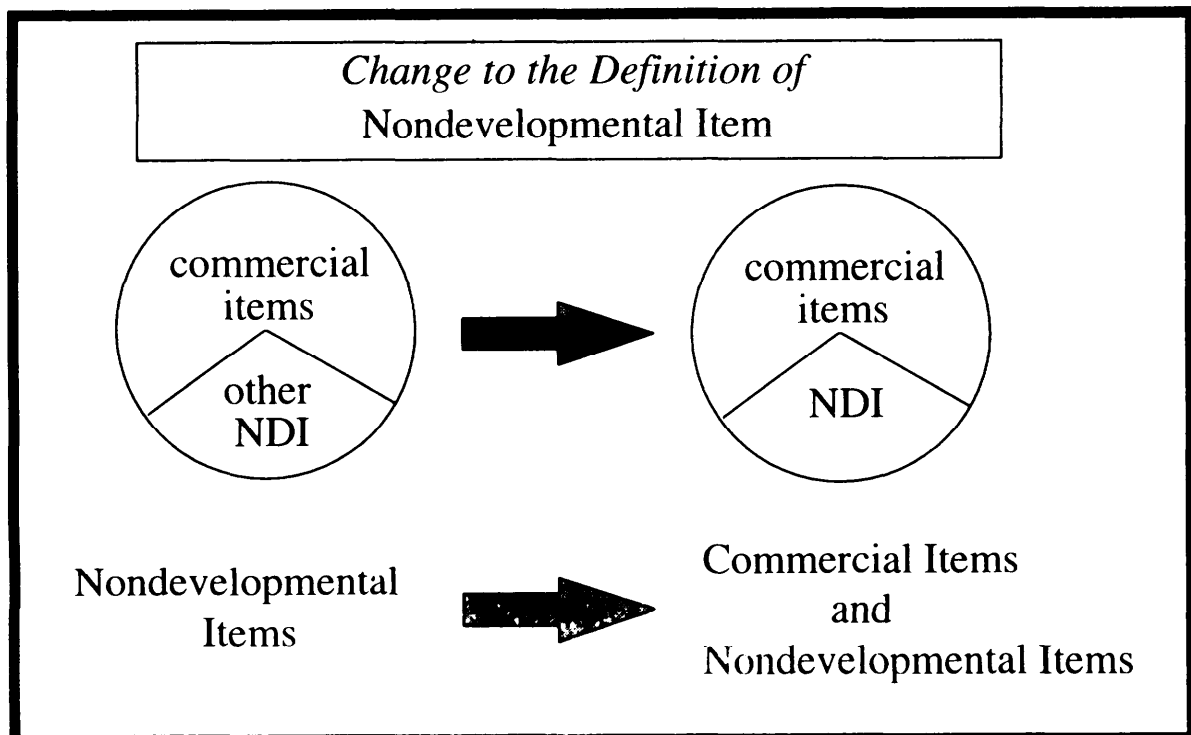 Change to the Definition of
Nondevelopmental Item
commercial
items
other
NDI
commercial
items
NDI
Nondevelopmental
Items
Commercial Items
and
Nondevelopmental Items